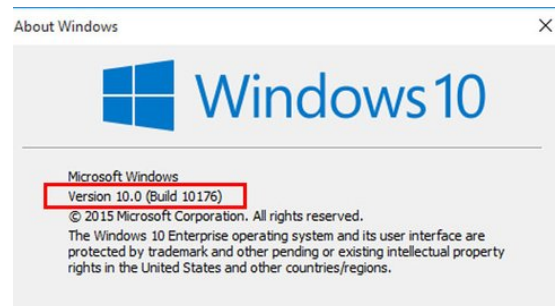 About Windows
Windows 10
Microsoft Windows
Version 10.0 (Build 10176)
© 2015 Microsoft Corporation. All rights reserved.
The Windows 10 Enterprise operating system and its user interface are
protected by trademark and other pending or existing intellectual property
rights in the United States and other countries/regions.